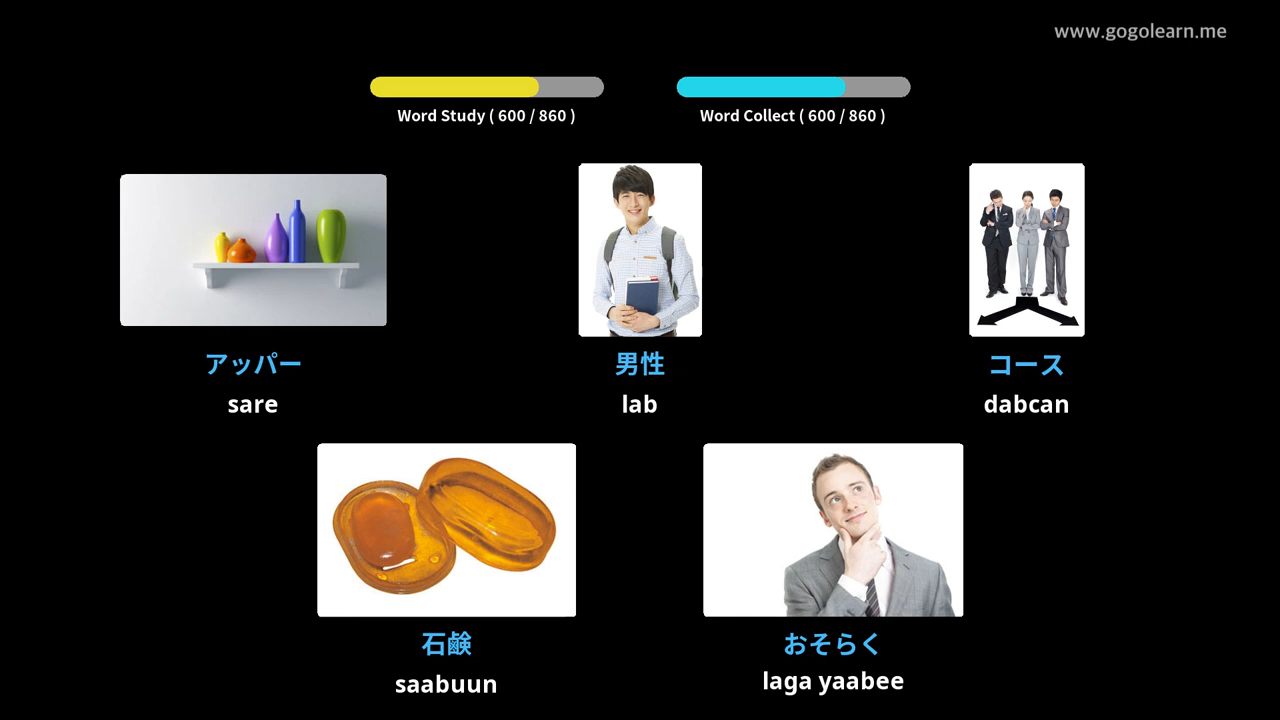 www.gogolearn.me
Word Study ( 600 / 860 )
Word Collect ( 600 / 860 )
アッパー
sare
男性
lab
コース
dabcan
石鹸
saabuun
おそらく
laga yaabee